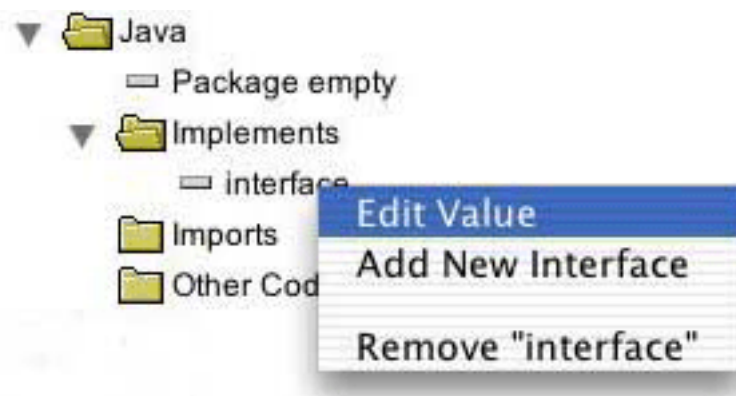 Java
Package empty
Implements
interface
Edit Value
Imports
Add New Interface
Other Cod
Remove "interface"